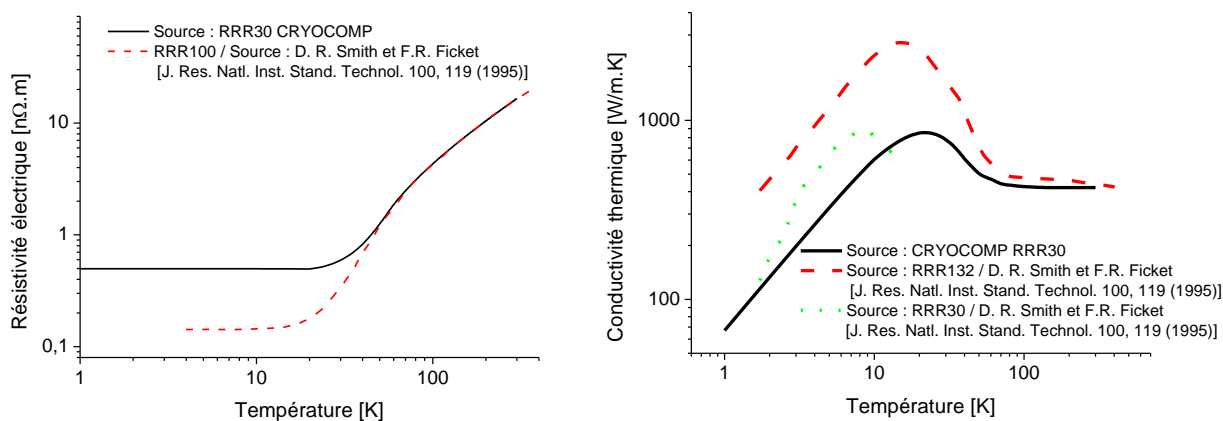 Source : RRR30 CRYOCOMP
RRR100 / Source : D. R. Smith et F.R. Ficket
[J. Res. Natl. Inst. Stand. Technol. 100, 119 (1995)]
Résistivité électrique [nΩ.m]
10
1
0,1
1
10
100
Température [K]
Conductivité thermique [W/m.K]
1000
100
Source : CRYOCOMP RRR30
Source : RRR132 / D. R. Smith et F.R. Ficket
[J. Res. Natl. Inst. Stand. Technol. 100, 119 (1995)]
Source : RRR30 / D. R. Smith et F.R. Ficket
[J. Res. Natl. Inst. Stand. Technol. 100, 119 (1995)]
1
10
100
Température [K]